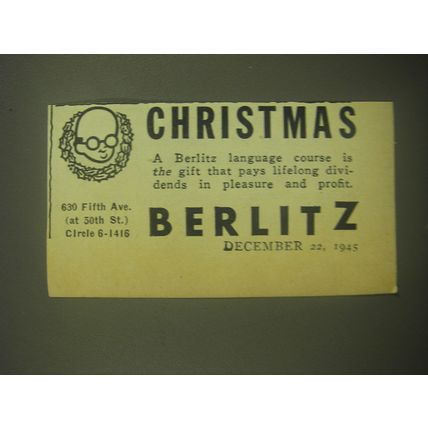 CHRISTMAS
A Berlitz language course is
the gift that pays lifelong divi-
dends in pleasure and profit.
630 Fifth Ave.
(at 50th St.)
CIrcle 6-1416
BERLITZ
DECEMBER 22, 1945